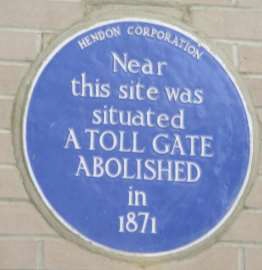 HENDON CORPORATION
Near
this site was
situated
A TOLL GATE
ABOLISHED
in
1871